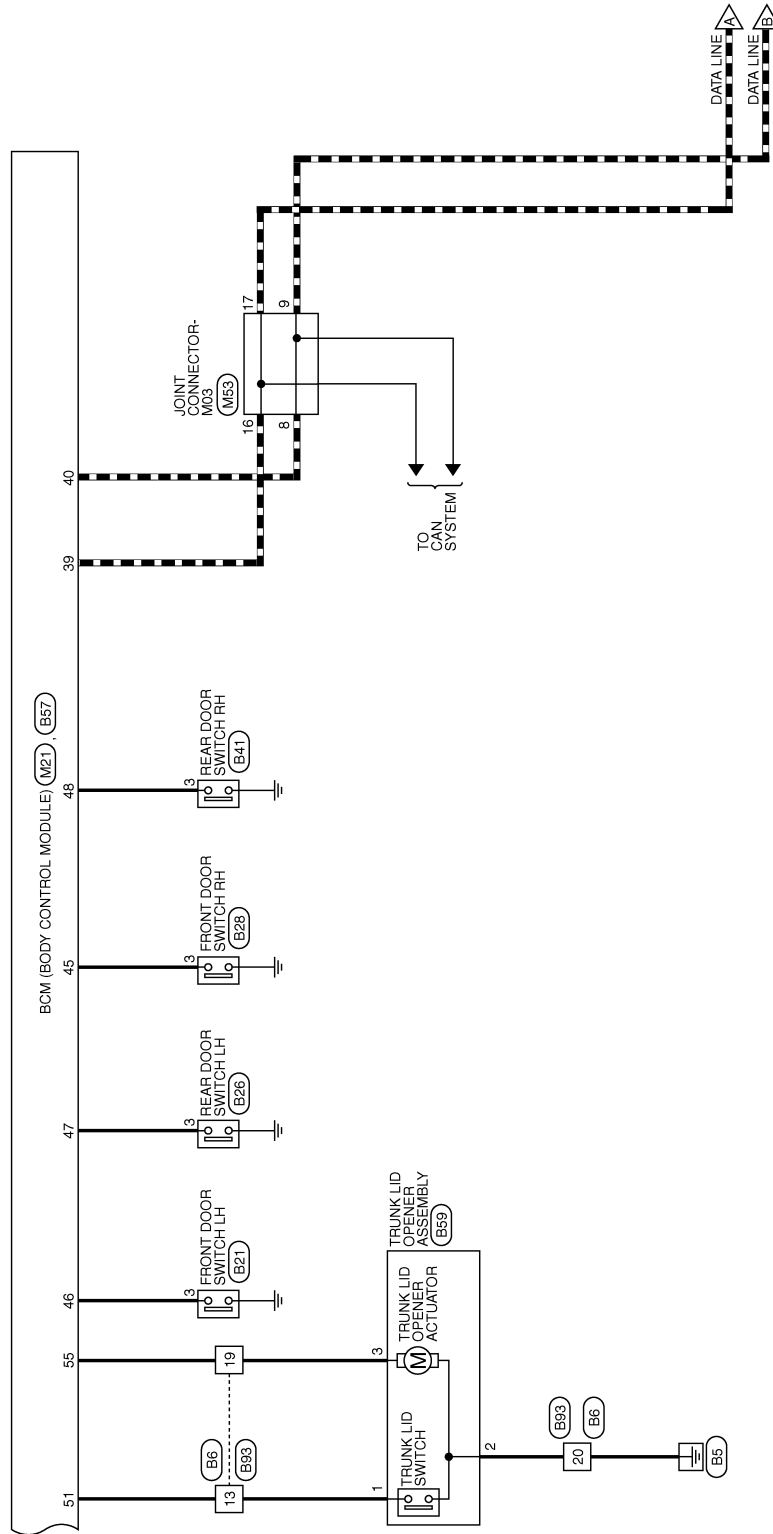 BCM (BODY CONTROL MODULE) M21 , B57
51
55
46
47
45
48
39
40
B6
13
B93
19
3
FRONT DOOR
SWITCH LH
B21
3
REAR DOOR
SWITCH LH
B26
3
FRONT DOOR
SWITCH RH
B28
3
REAR DOOR
SWITCH RH
B41
JOINT
CONNECTOR-
M03
M53
16
17
8
9
TO
CAN
SYSTEM
DATA LINE
A
DATA LINE
B
1
3
TRUNK LID
OPENER
ASSEMBLY
B59
TRUNK LID
SWITCH
M
TRUNK LID
OPENER
ACTUATOR
2
20
B93
B6
B5